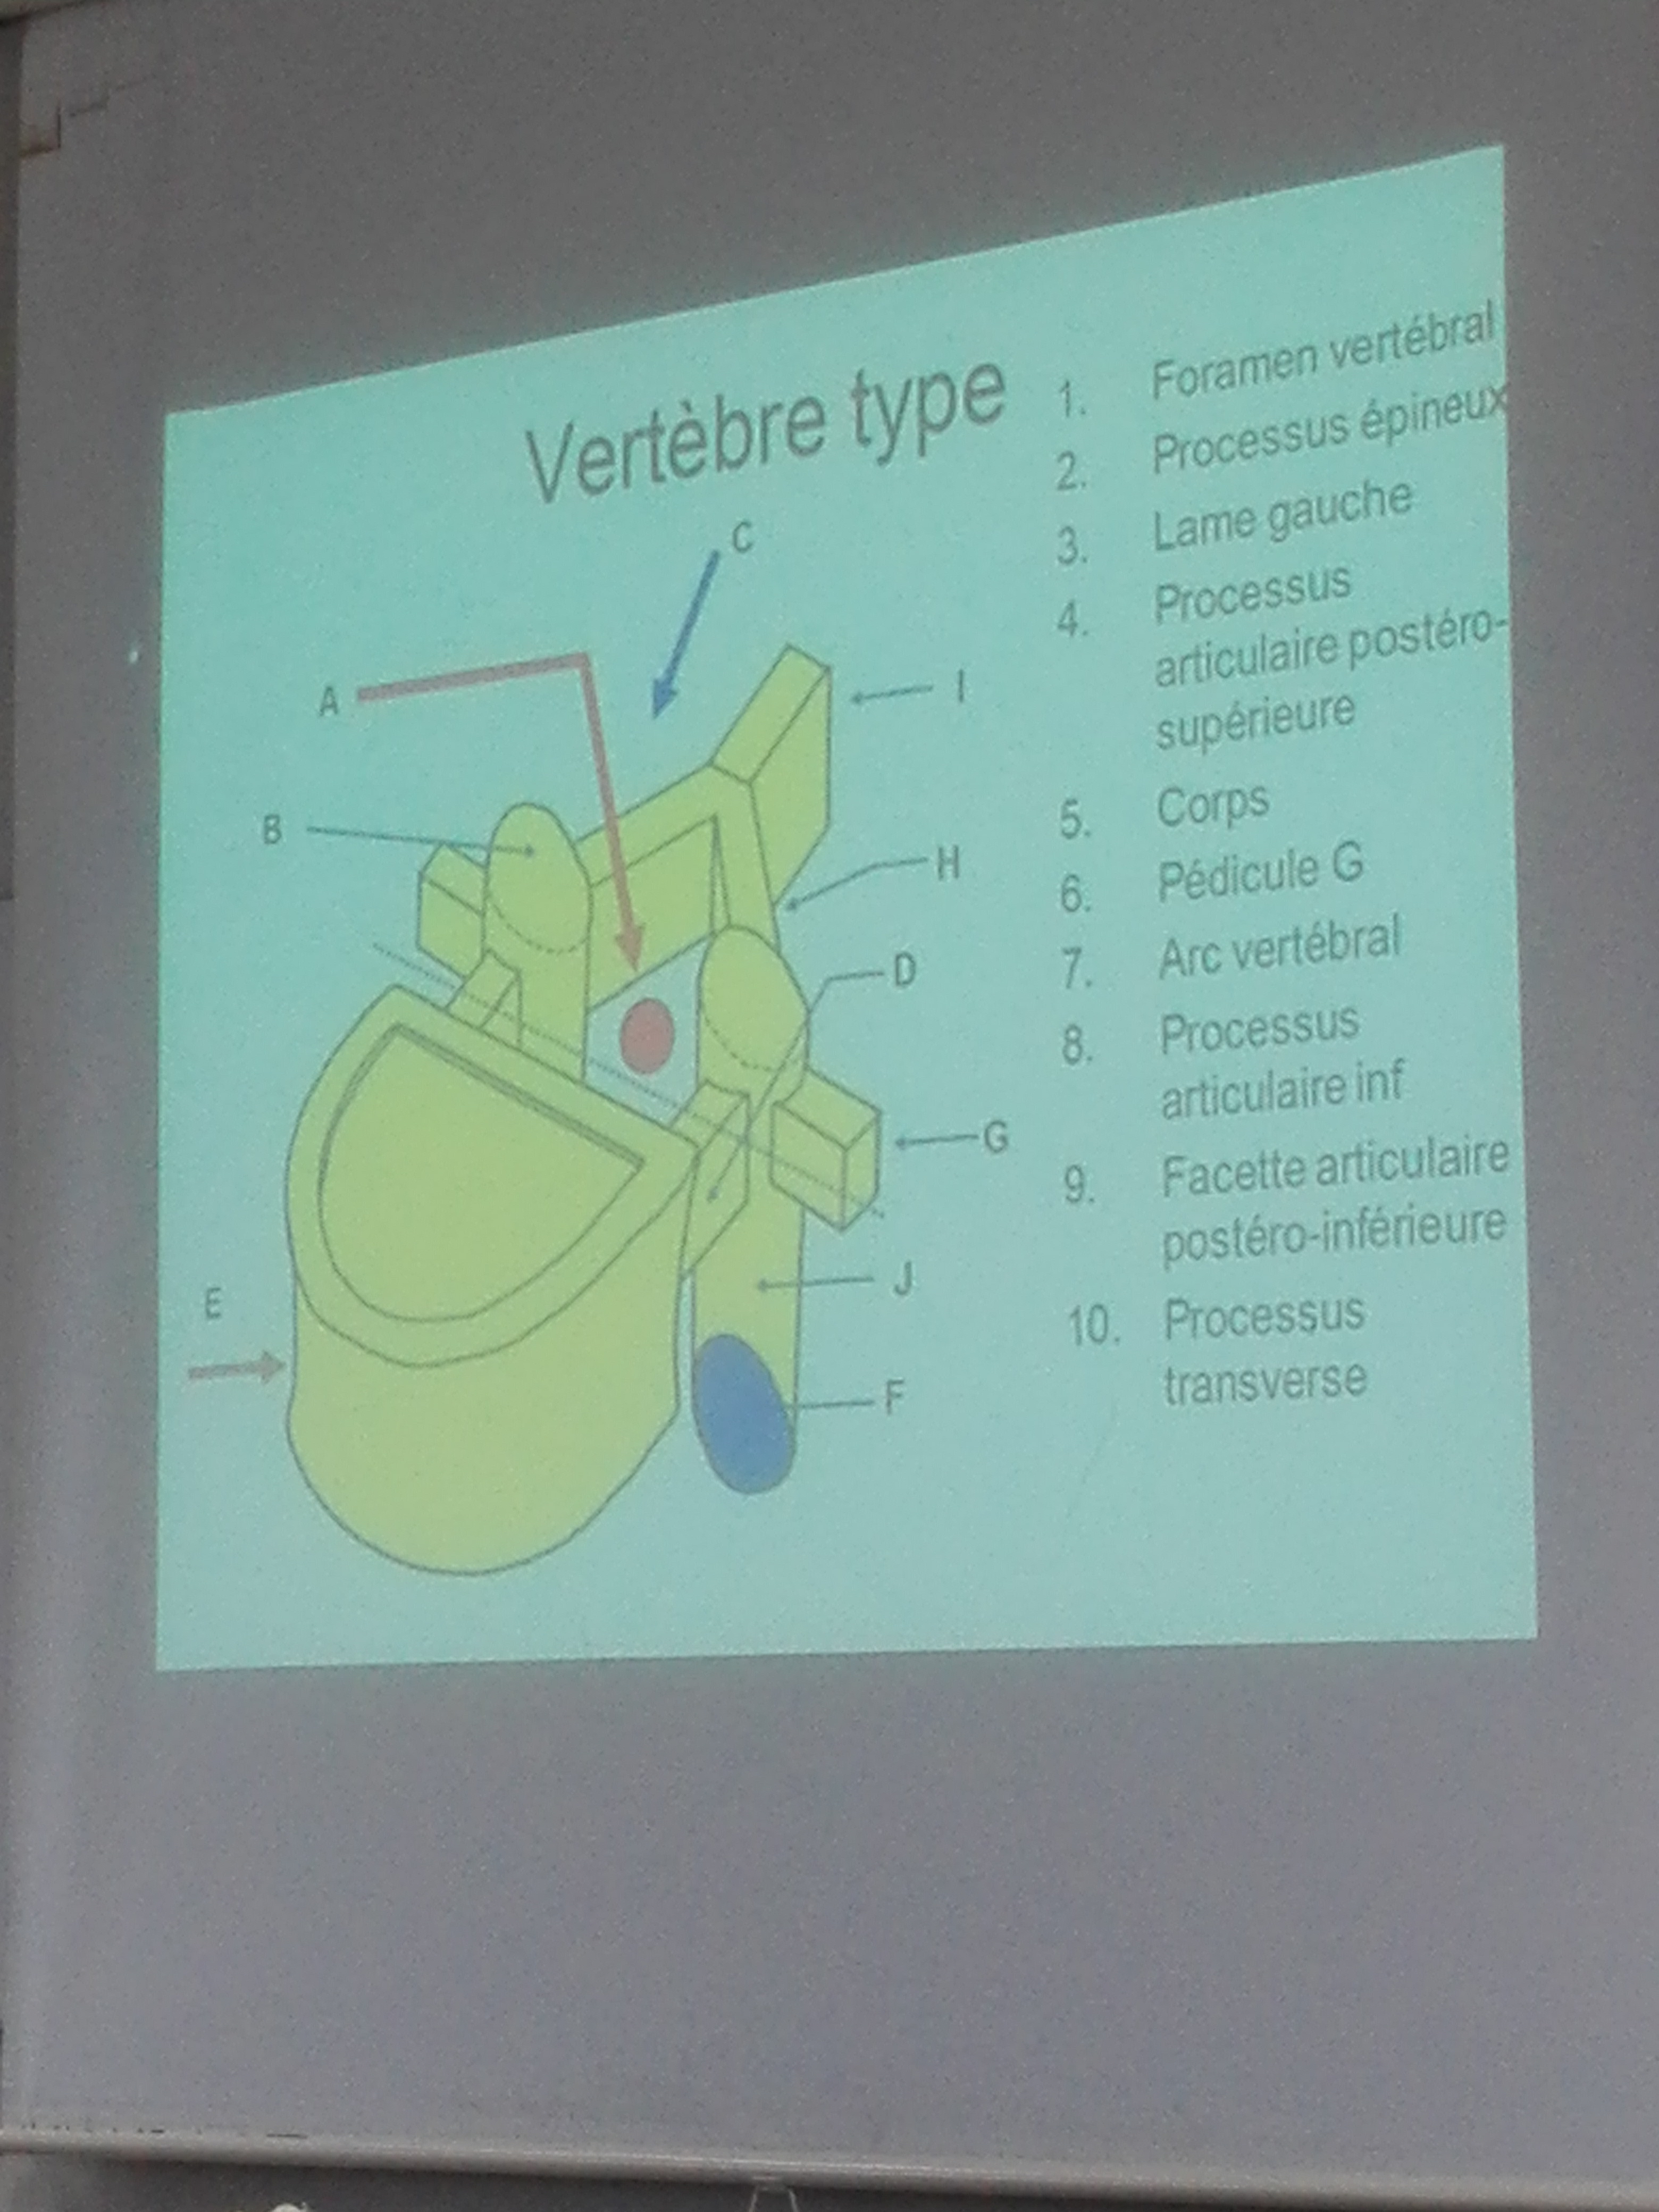 Vertèbre type
A
B
C
I
H
D
G
J
F
E
1. Foramen vertébral
2. Processus épineux
3. Lame gauche
4. Processus
articulaire postéro-
supérieure
5. Corps
6. Pédicule G
7. Arc vertébral
8. Processus
articulaire inf
9. Facette articulaire
postéro-inférieure
10. Processus
transverse